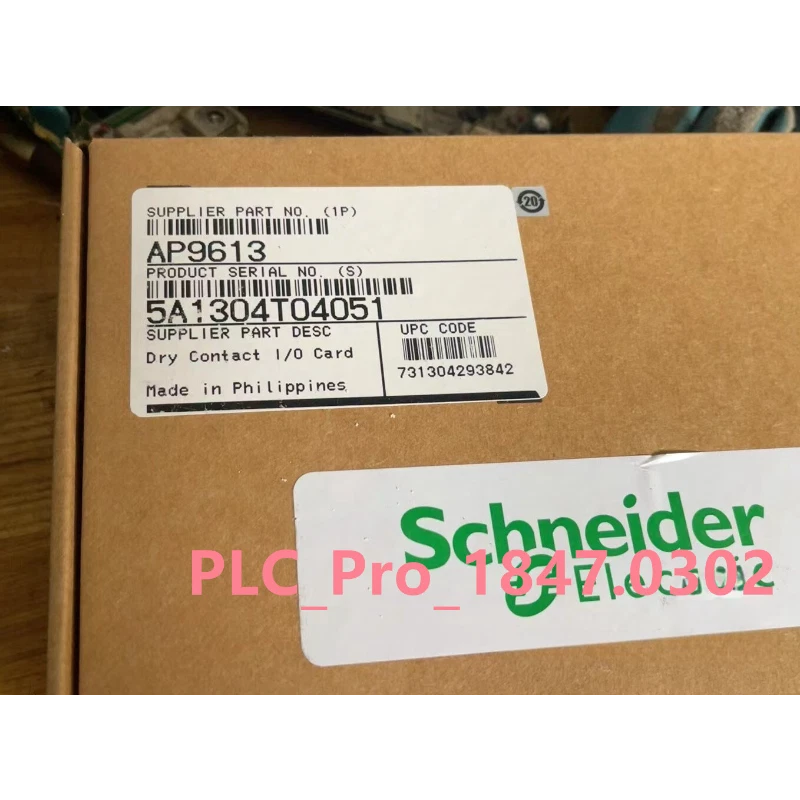 SUPPLIER PART NO. (1P)
20
AP9613
PRODUCT SERIAL NO. (S)
5A1304T04051
SUPPLIER PART DESC
Dry Contact I/O Card
Made in Philippines
UPC CODE
731304293842
Schneider
Electric
PLC_Pro_1847.0302